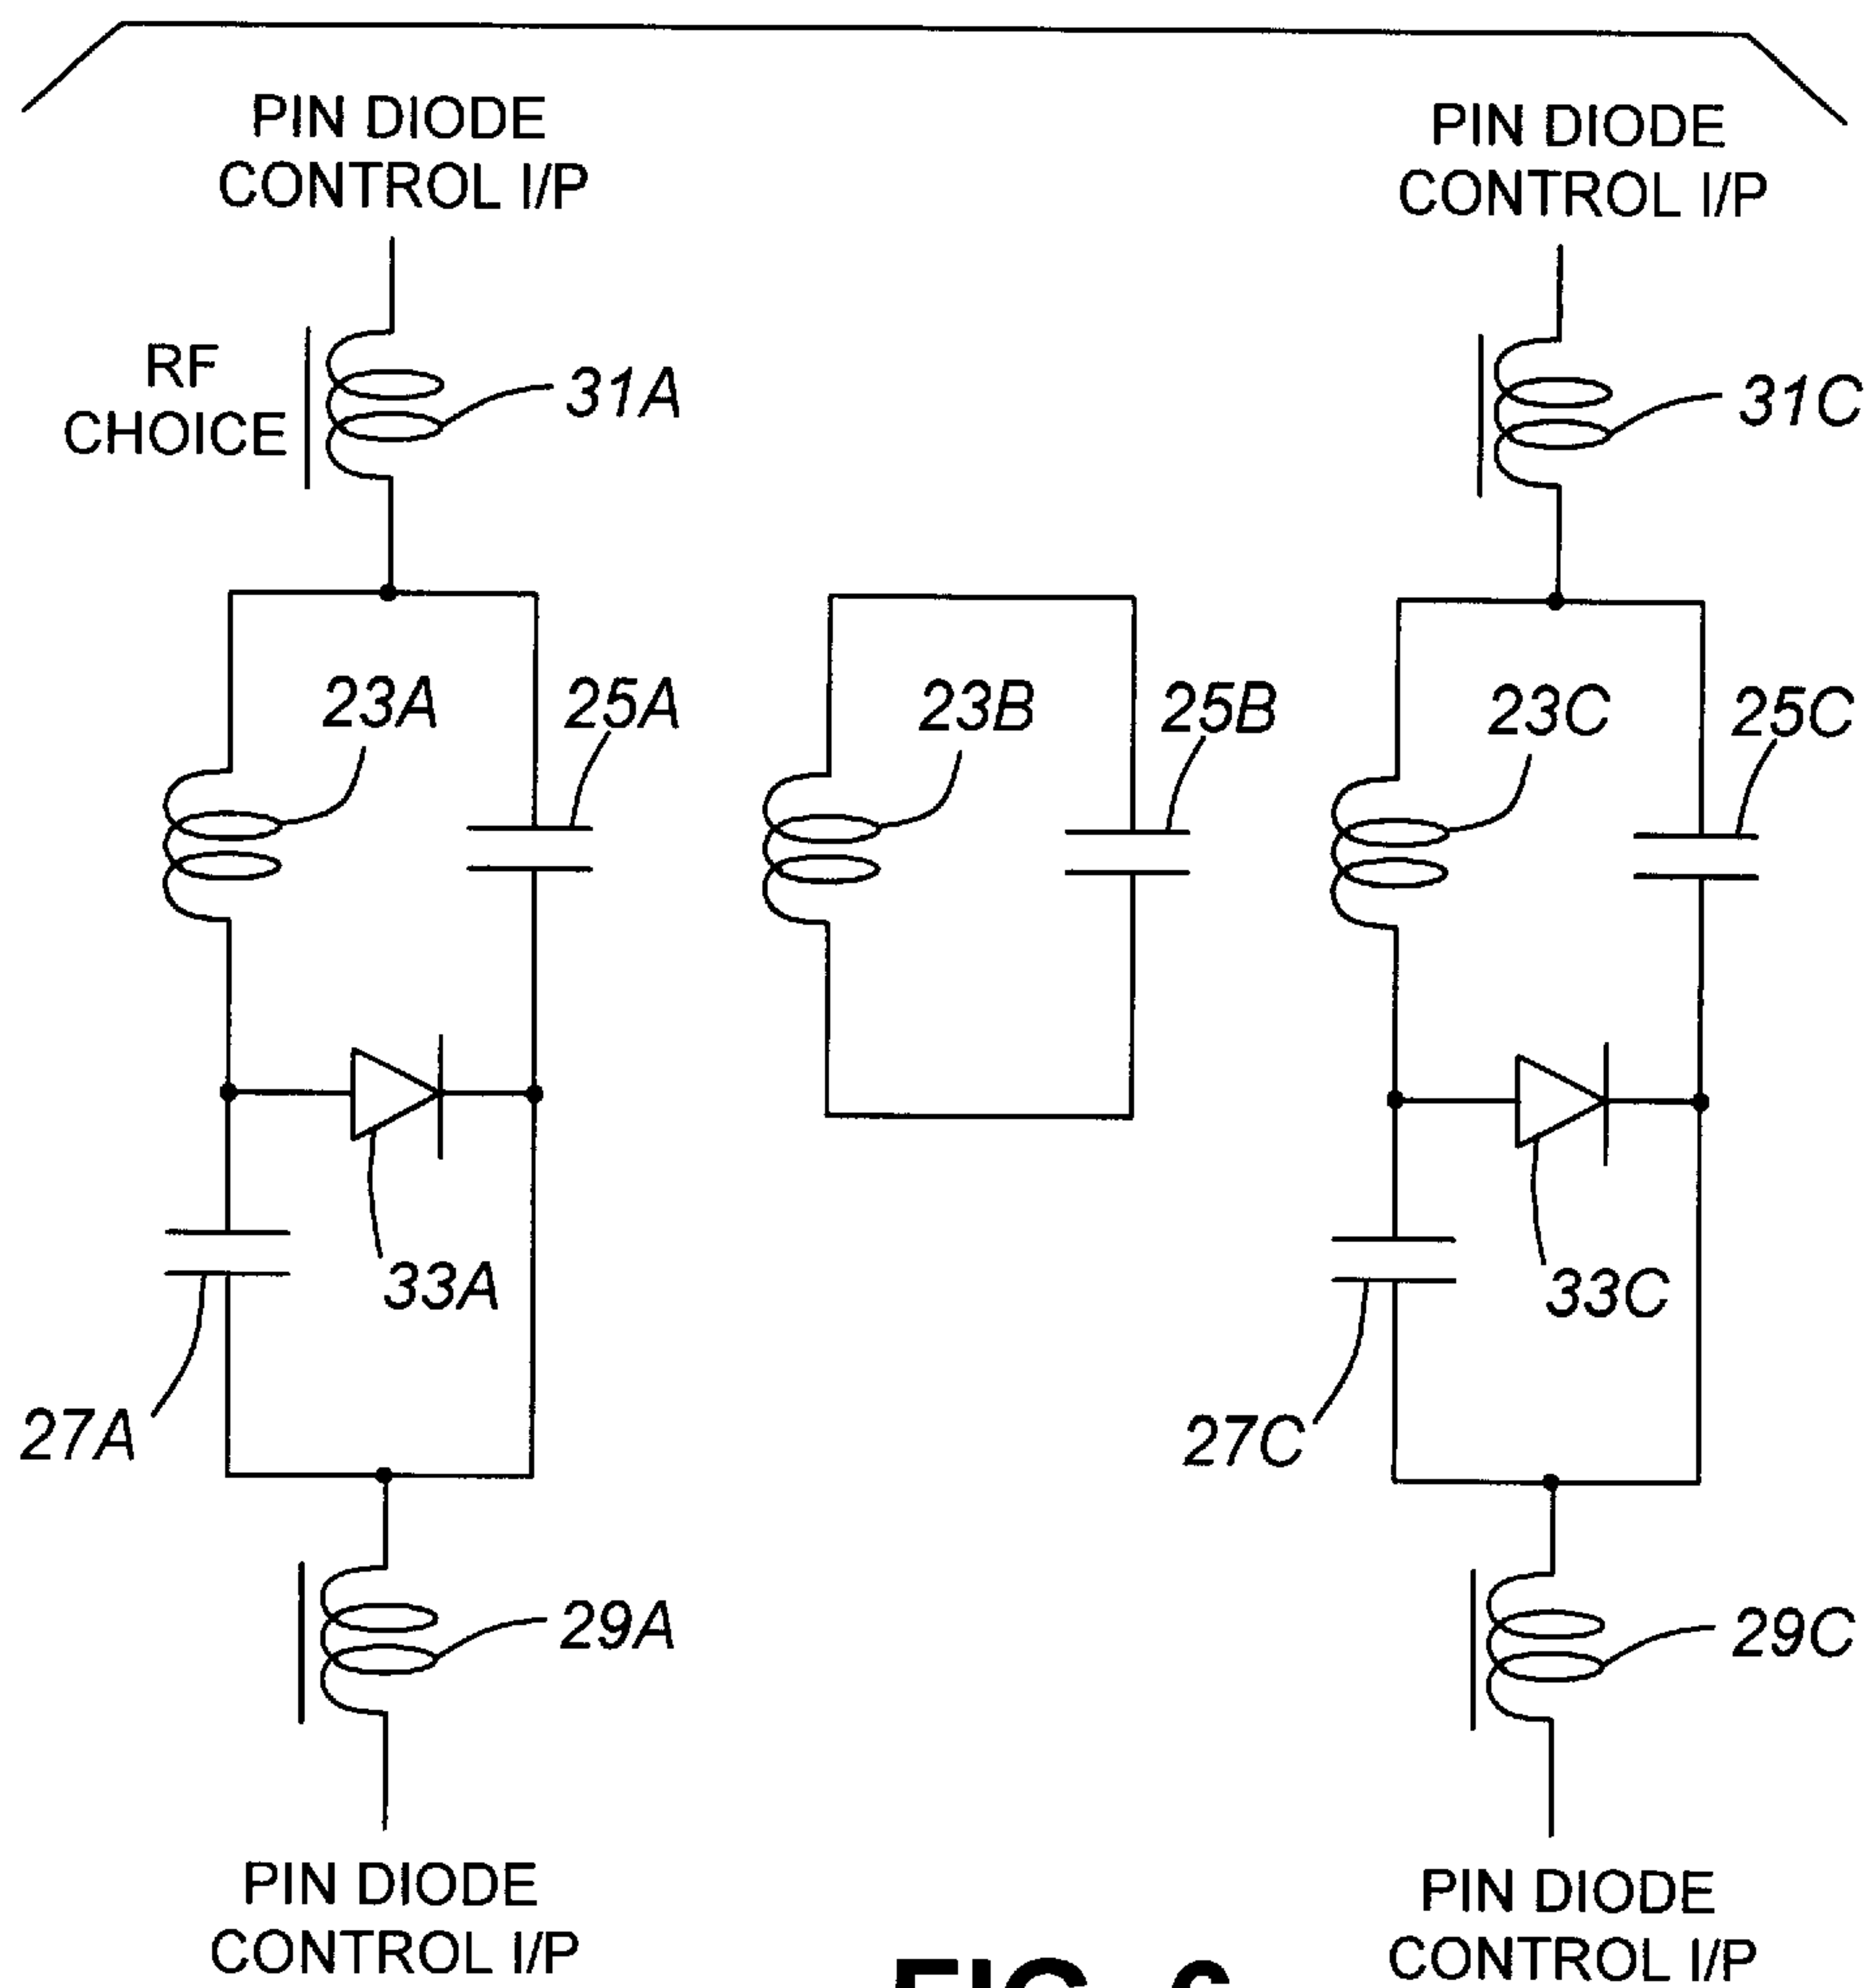 PIN DIODE
CONTROL I/P
PIN DIODE
CONTROL I/P
RF
CHOICE
31A
31C
23A
25A
23B
25B
23C
25C
33A
33C
27A
27C
29A
29C
PIN DIODE
CONTROL I/P
PIN DIODE
CONTROL I/P